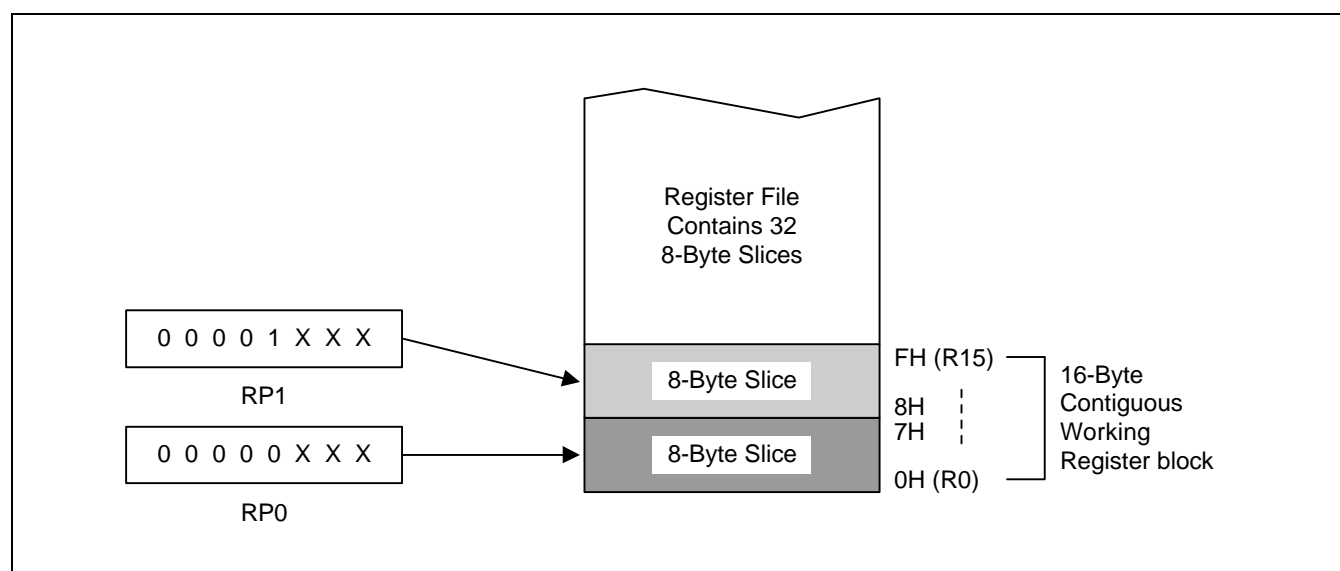 Register File
Contains 32
8-Byte Slices
0 0 0 0 1 X X X
RP1
0 0 0 0 0 X X X
RP0
8-Byte Slice
8-Byte Slice
FH (R15)
8H
7H
0H (R0)
16-Byte
Contiguous
Working
Register block